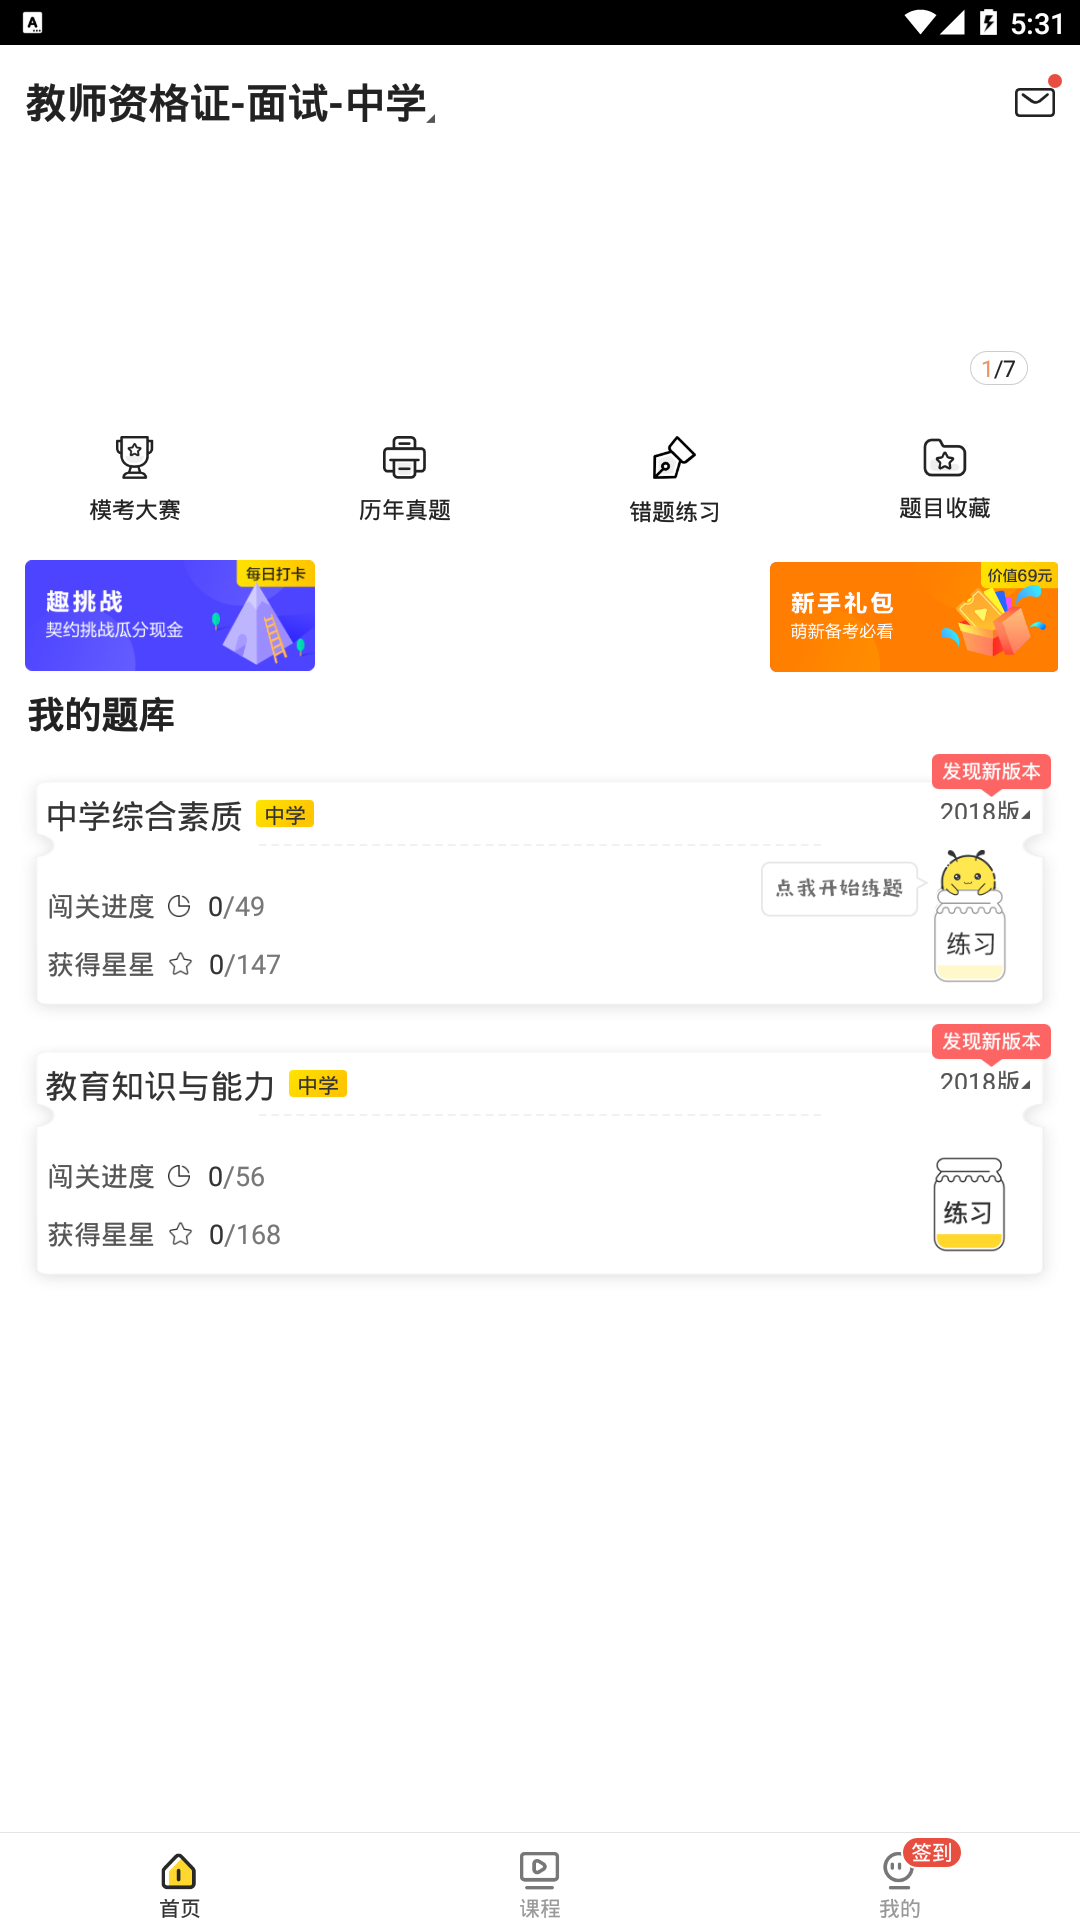 A
5:31
教师资格证-面试-中学
1/7
模考大赛
历年真题
错题练习
题目收藏
趣挑战
每日打卡
契约挑战瓜分现金
新手礼包
价值69元
萌新备考必看
我的题库
发现新版本
中学综合素质 中学
2018版
闯关进度 0/49
点我开始练题
获得星星 0/147
练习
发现新版本
教育知识与能力 中学
2018版
闯关进度 0/56
获得星星 0/168
练习
签到
首页
课程
我的